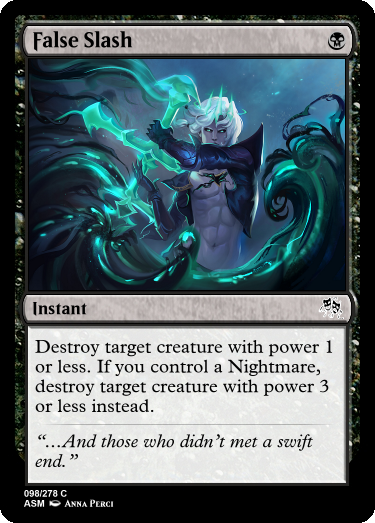 False Slash
Instant
Destroy target creature with power 1
or less. If you control a Nightmare,
destroy target creature with power 3
or less instead.
“…And those who didn’t met a swift
end.”
098/278 C
ASM Anna Perci